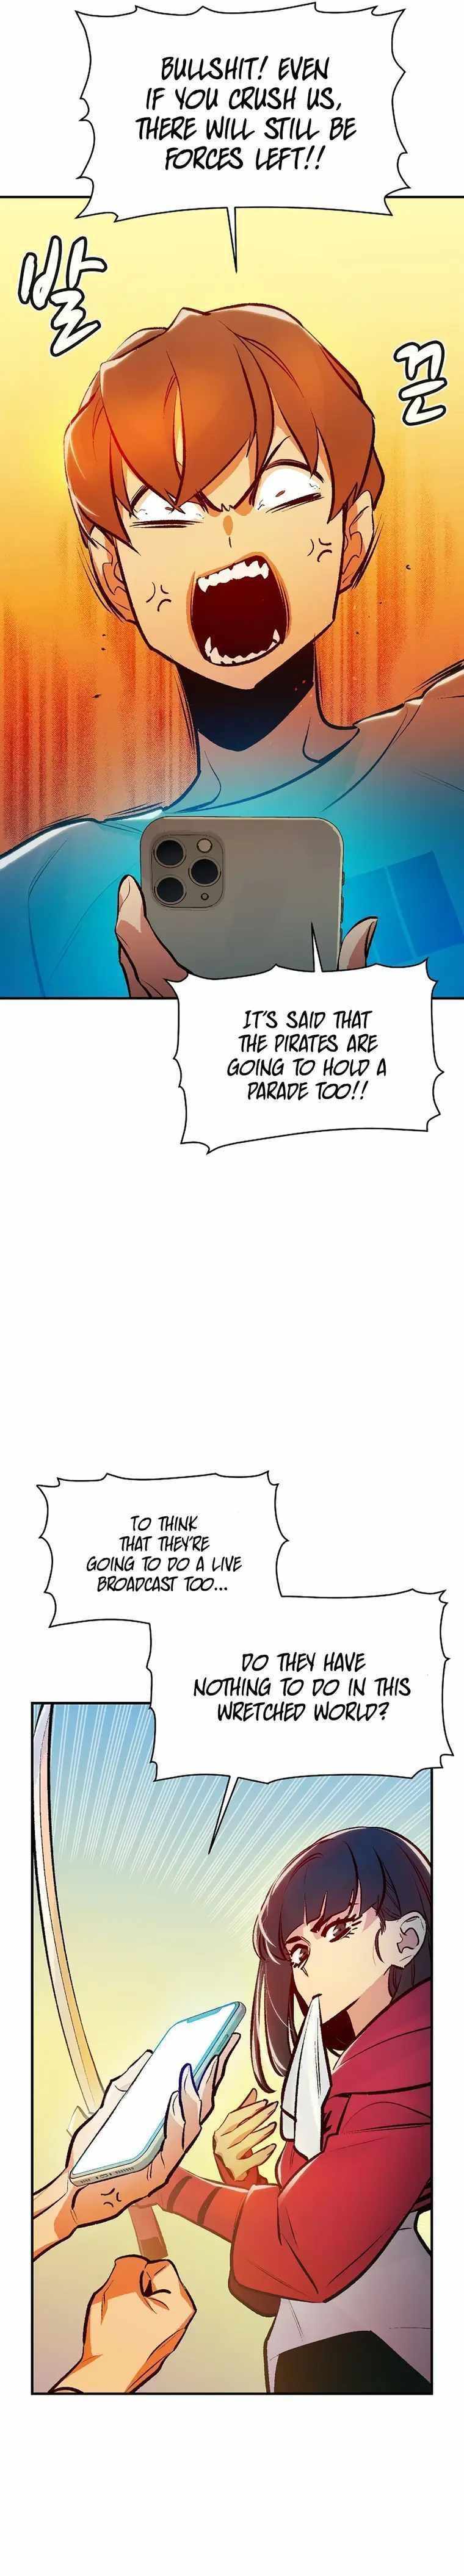 BULLSHIT! EVEN
IF YOU CRUSH US,
THERE WILL STILL BE
FORCES LEFT!!
발
끈
IT'S SAID THAT
THE PIRATES ARE
GOING TO HOLD A
PARADE TOO!!
TO THINK
THAT THEY'RE
GOING TO DO A LIVE
BROADCAST TOO...
DO THEY HAVE
NOTHING TO DO IN THIS
WRETCHED WORLD?